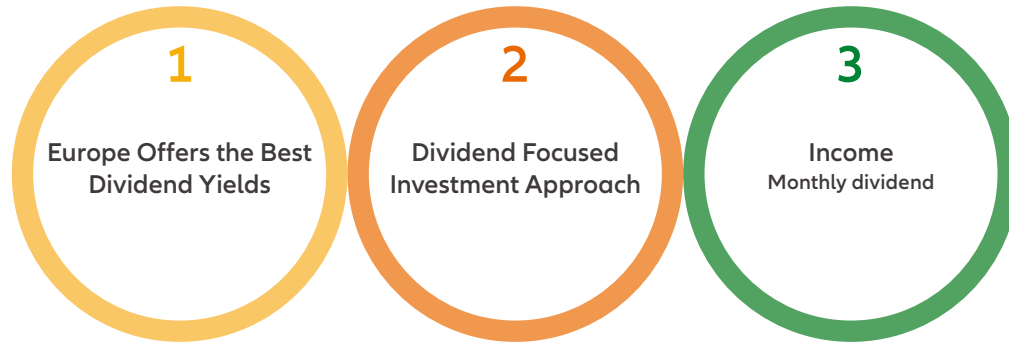 1
Europe Offers the Best
Dividend Yields
2
Dividend Focused
Investment Approach
3
Income
Monthly dividend